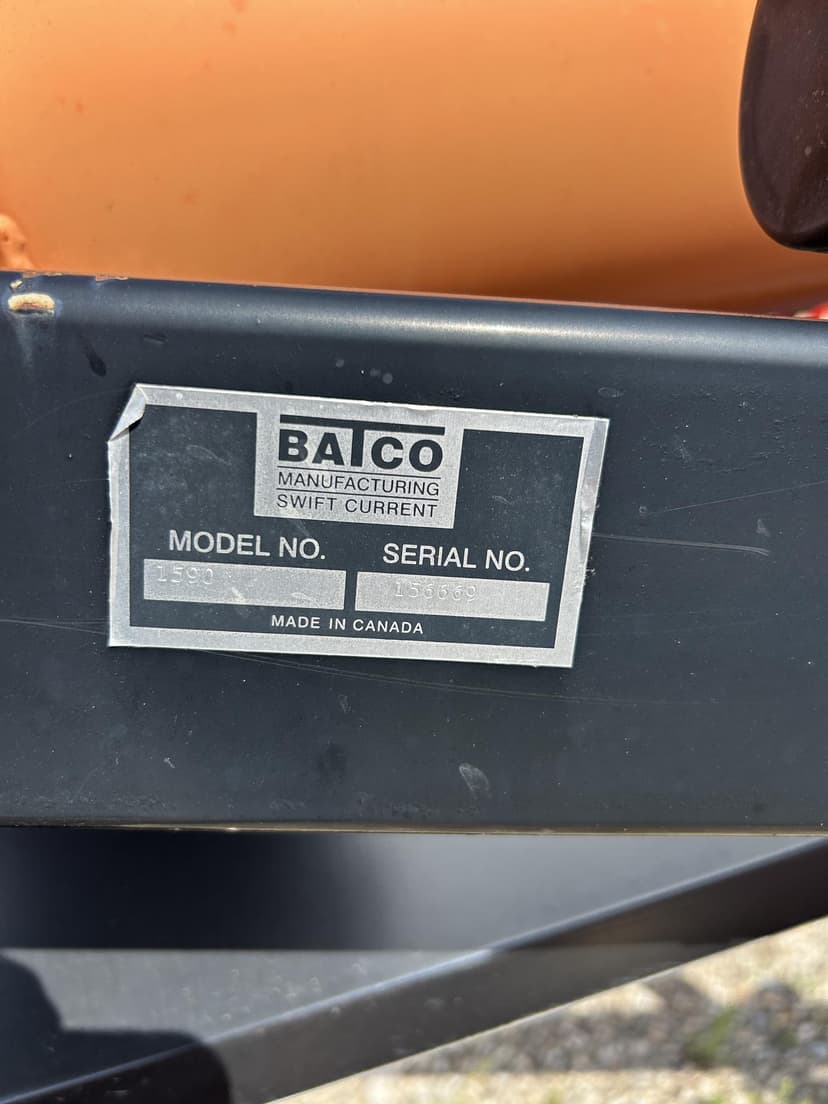 BATCO
MANUFACTURING
SWIFT CURRENT
MODEL NO. SERIAL NO.
1590 156669
MADE IN CANADA